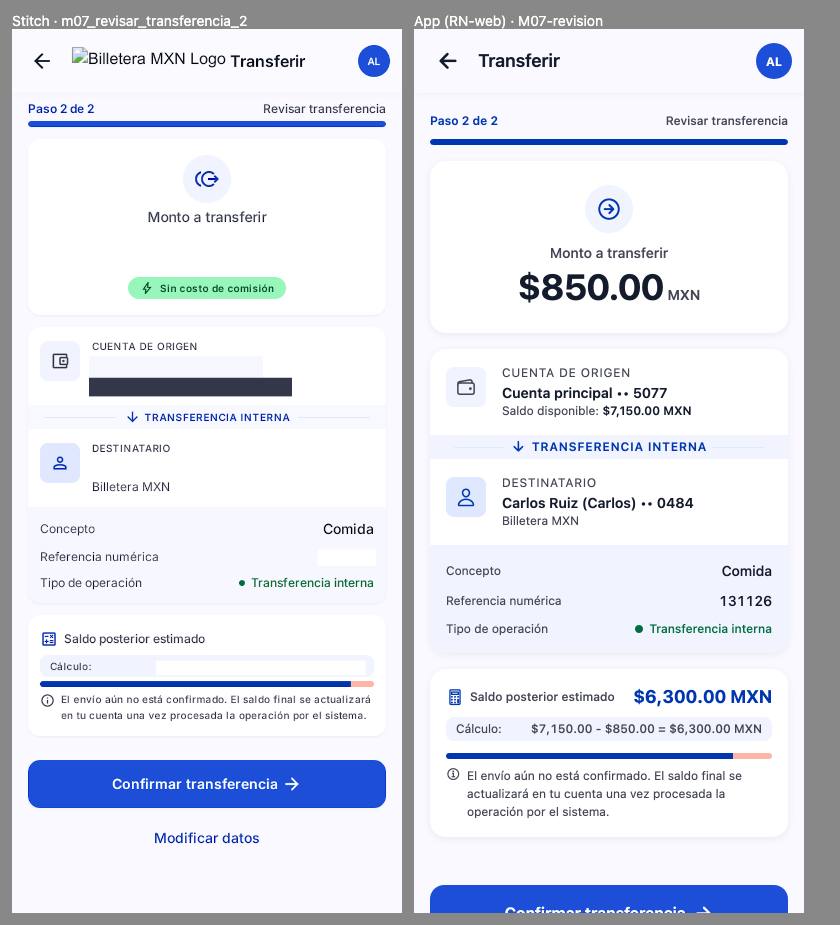 Stitch · m07_revisar_transferencia_2
Billetera MXN Logo Transferir
AL
Paso 2 de 2
Revisar transferencia
Monto a transferir
Sin costo de comisión
CUENTA DE ORIGEN
TRANSFERENCIA INTERNA
DESTINATARIO
Billetera MXN
Concepto
Comida
Referencia numérica
Tipo de operación
Transferencia interna
Saldo posterior estimado
Cálculo:
El envío aún no está confirmado. El saldo final se actualizará
en tu cuenta una vez procesada la operación por el sistema.
Confirmar transferencia
Modificar datos
App (RN-web) · M07-revision
Transferir
AL
Paso 2 de 2
Revisar transferencia
Monto a transferir
$850.00 MXN
CUENTA DE ORIGEN
Cuenta principal •• 5077
Saldo disponible: $7,150.00 MXN
TRANSFERENCIA INTERNA
DESTINATARIO
Carlos Ruiz (Carlos) •• 0484
Billetera MXN
Concepto
Comida
Referencia numérica
131126
Tipo de operación
Transferencia interna
Saldo posterior estimado
$6,300.00 MXN
Cálculo:
$7,150.00 - $850.00 = $6,300.00 MXN
El envío aún no está confirmado. El saldo final se
actualizará en tu cuenta una vez procesada la
operación por el sistema.
Confirmar transferencia